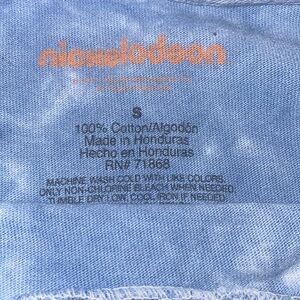 nickelodeon
S
100% Cotton/Algodón
Made in Honduras
Hecho en Honduras
RN# 71868
MACHINE WASH COLD WITH LIKE COLORS,
ONLY NON-CHLORINE BLEACH WHEN NEEDED,
TUMBLE DRY LOW, COOL IRON IF NEEDED